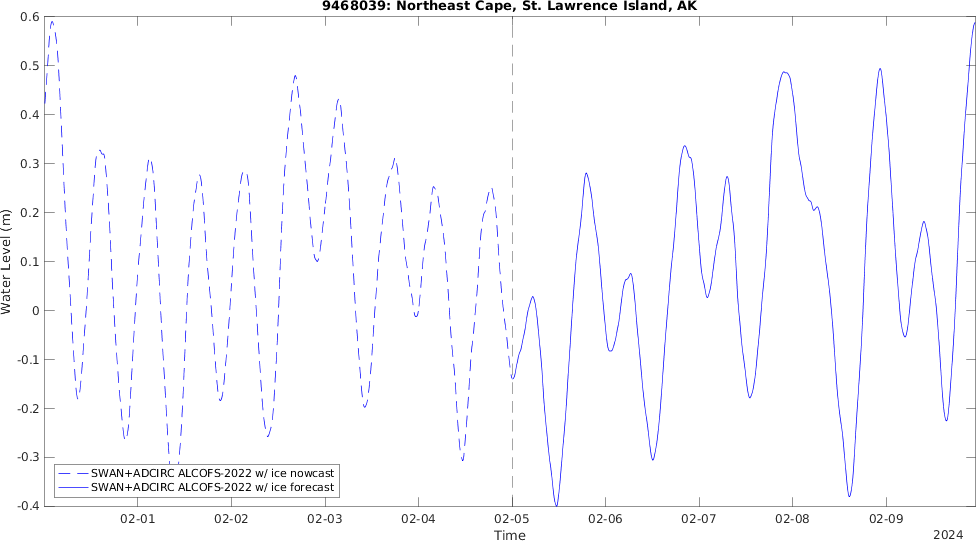 9468039: Northeast Cape, St. Lawrence Island, AK
0.6
0.5
0.4
0.3
0.2
0.1
0
-0.1
-0.2
-0.3
-0.4
Water Level (m)
SWAN+ADCIRC ALCOFS-2022 w/ ice nowcast
SWAN+ADCIRC ALCOFS-2022 w/ ice forecast
02-01 02-02 02-03 02-04 02-05 02-06 02-07 02-08 02-09
Time
2024